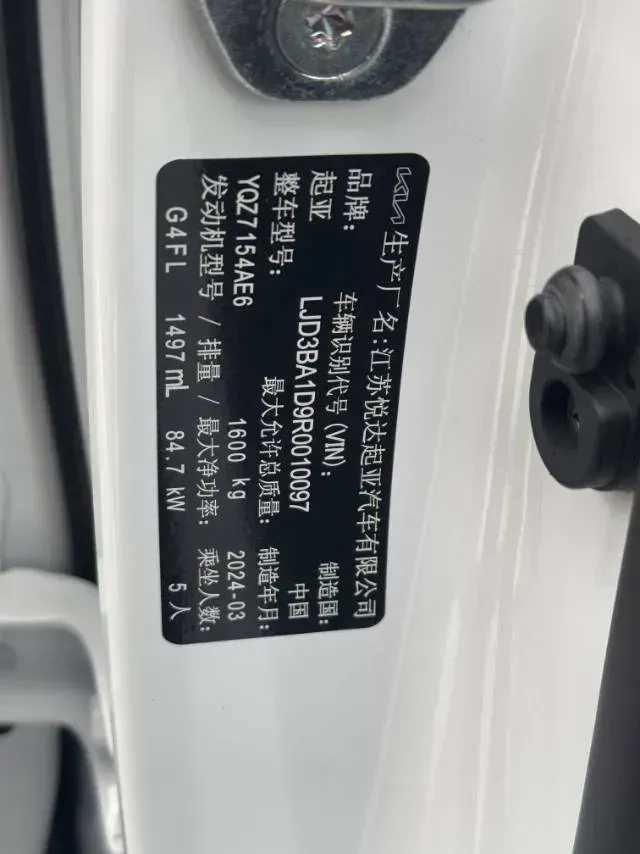 KIA 生产厂名:江苏悦达起亚汽车有限公司
品牌: 车辆识别代号 (VIN): 制造国:
起亚 LJD3BA1D9R0010097 中国
整车型号: 最大允许总质量: 制造年月:
YQZ7154AE6 1600 kg 2024-03
发动机型号 / 排量 / 最大净功率: 乘坐人数:
G4FL 1497mL 84.7 kW 5人